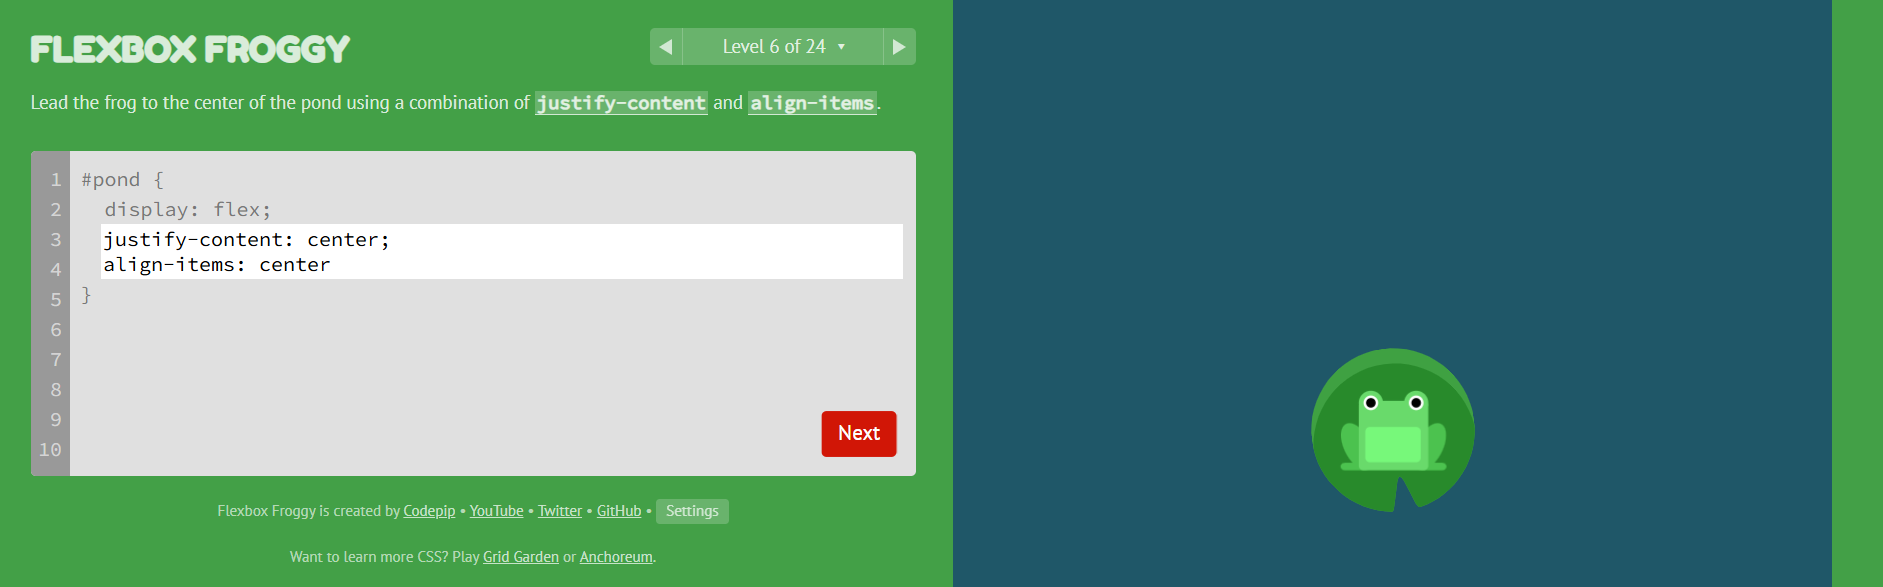 FLEXBOX FROGGY
◀ Level 6 of 24 ▼ ▶
Lead the frog to the center of the pond using a combination of justify-content and align-items.
1 #pond {
2 display: flex;
3 justify-content: center;
4 align-items: center
5 }
6
7
8
9
10
Next
Flexbox Froggy is created by Codepip • YouTube • Twitter • GitHub • Settings
Want to learn more CSS? Play Grid Garden or Anchoreum.